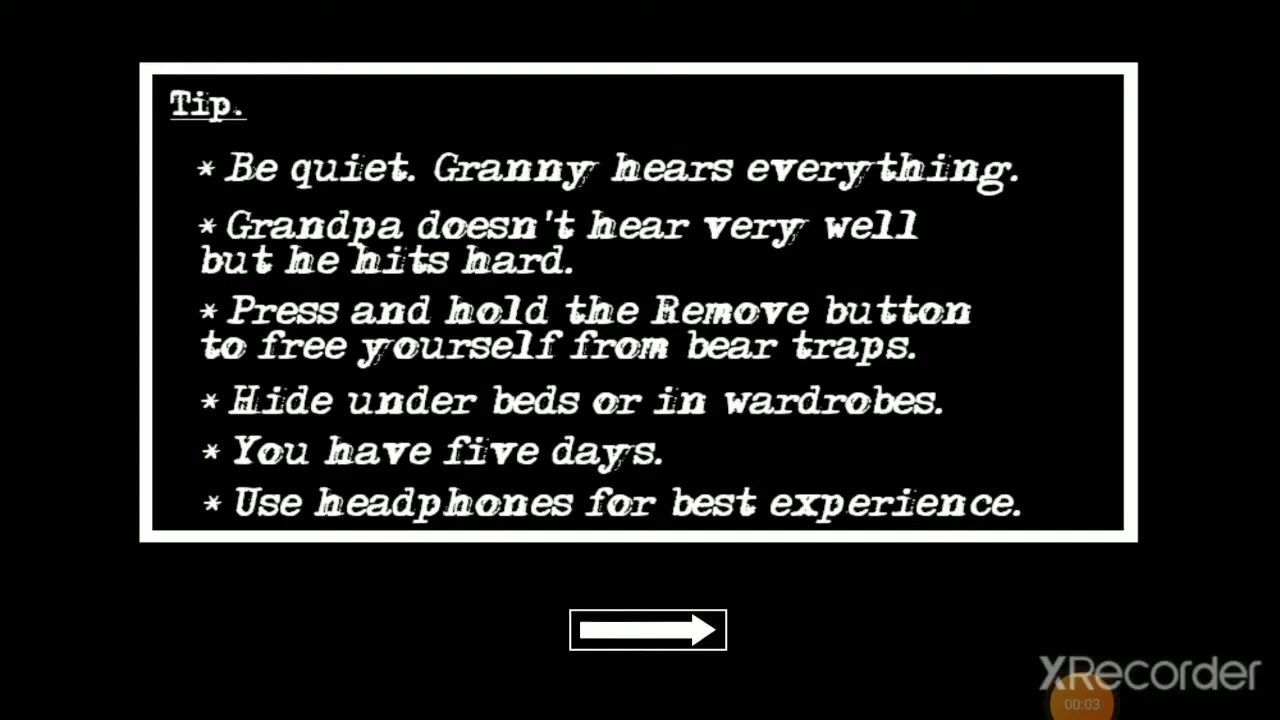 Tip.
* Be quiet. Granny hears everything.
* Grandpa doesn't hear very well
but he hits hard.
* Press and hold the Remove button
to free yourself from bear traps.
* Hide under beds or in wardrobes.
* You have five days.
* Use headphones for best experience.
XRecorder
00:03